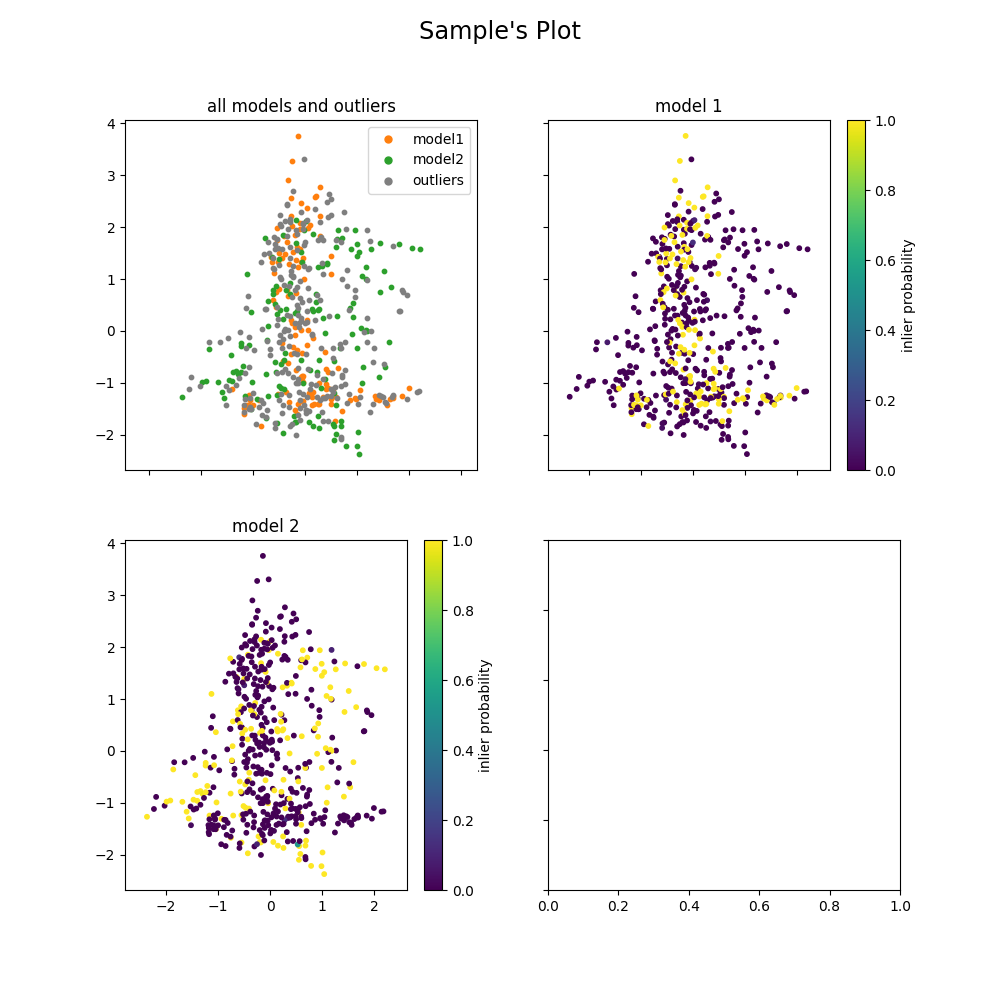 Sample's Plot
all models and outliers
4
3
2
1
0
−1
−2
model1
model2
outliers
model 1
1.0
0.8
0.6
0.4
0.2
0.0
inlier probability
model 2
4
3
2
1
0
−1
−2
−2 −1 0 1 2
1.0
0.8
0.6
0.4
0.2
0.0
inlier probability
0.0 0.2 0.4 0.6 0.8 1.0